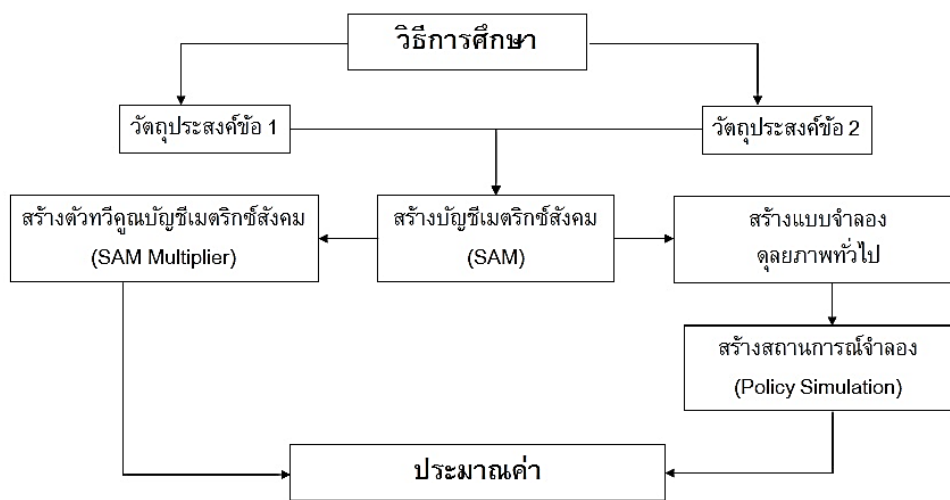 วิธีการศึกษา
วัตถุประสงค์ข้อ 1
วัตถุประสงค์ข้อ 2
สร้างตัวทวีคูณบัญชีเมตริกซ์สังคม
(SAM Multiplier)
สร้างบัญชีเมตริกซ์สังคม
(SAM)
สร้างแบบจำลอง
ดุลยภาพทั่วไป
สร้างสถานการณ์จำลอง
(Policy Simulation)
ประมาณค่า